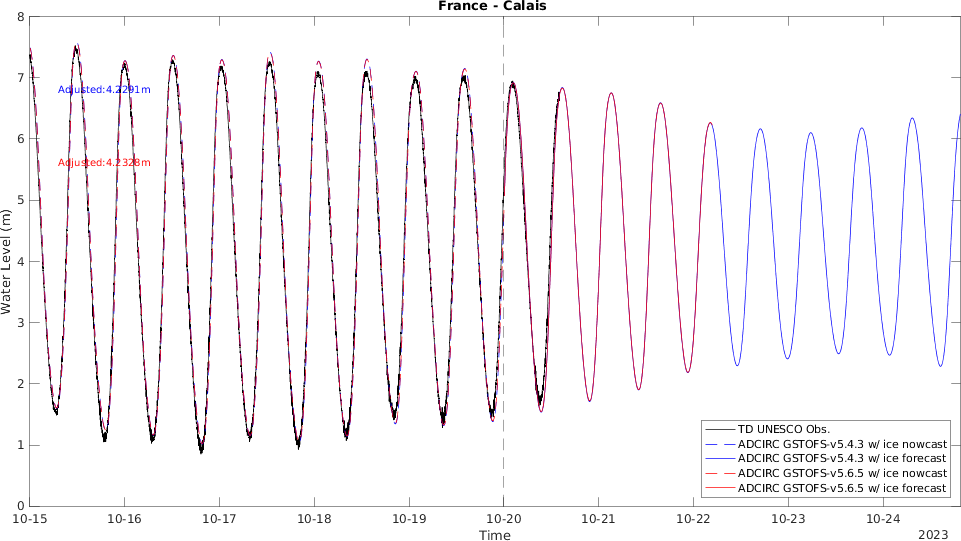 France - Calais
8
7
6
5
4
3
2
1
0
Water Level (m)
Adjusted:4.2291m
Adjusted:4.2328m
TD UNESCO Obs.
ADCIRC GSTOFS-v5.4.3 w/ ice nowcast
ADCIRC GSTOFS-v5.4.3 w/ ice forecast
ADCIRC GSTOFS-v5.6.5 w/ ice nowcast
ADCIRC GSTOFS-v5.6.5 w/ ice forecast
10-15 10-16 10-17 10-18 10-19 10-20 10-21 10-22 10-23 10-24
Time
2023